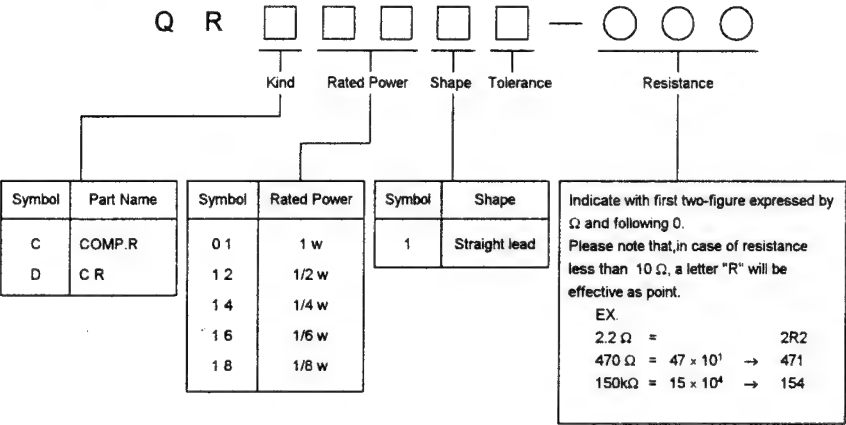 Q R □ □ □ □ □ — ○ ○ ○
Kind Rated Power Shape Tolerance Resistance
Symbol Part Name
C COMP.R
D C R
Symbol Rated Power
0 1 1 w
1 2 1/2 w
1 4 1/4 w
1 6 1/6 w
1 8 1/8 w
Symbol Shape
1 Straight lead
Indicate with first two-figure expressed by
Ω and following 0.
Please note that,in case of resistance
less than 10 Ω, a letter "R" will be
effective as point.
EX.
2.2 Ω = 2R2
470 Ω = 47 × 10¹ → 471
150kΩ = 15 × 10⁴ → 154